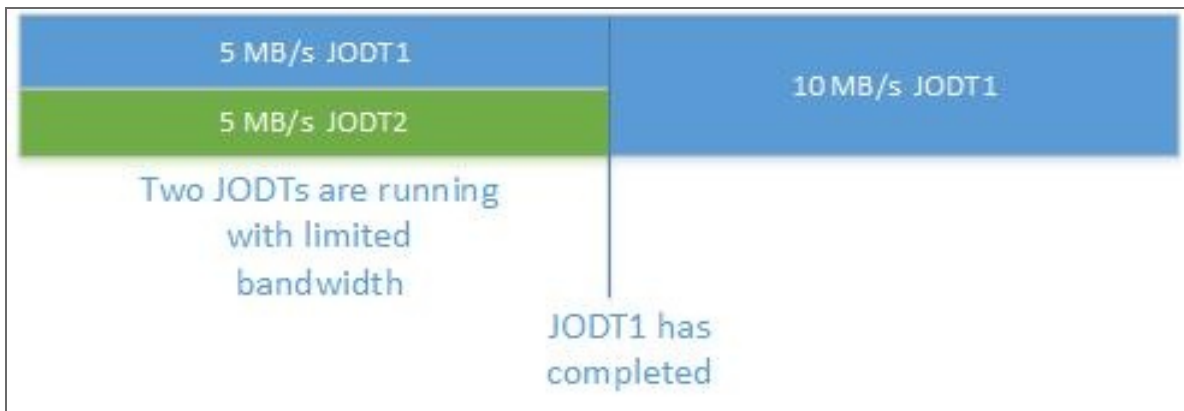 5 MB/s JODT1
10 MB/s JODT1
5 MB/s JODT2
Two JODTs are running
with limited
bandwidth
JODT1 has
completed